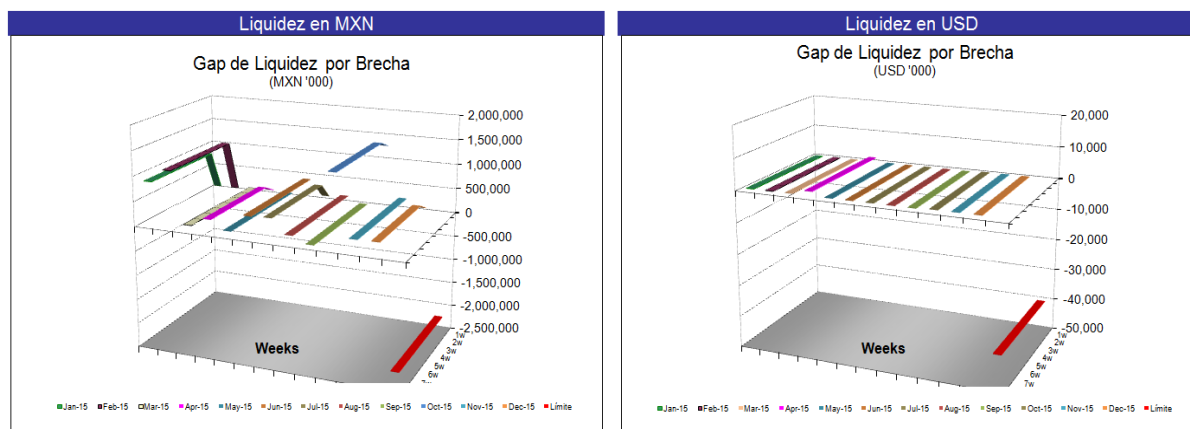 Liquidez en MXN
Gap de Liquidez por Brecha
(MXN '000)
2,000,000
1,500,000
1,000,000
500,000
0
-500,000
-1,000,000
-1,500,000
-2,000,000
-2,500,000
1w
2w
3w
4w
5w
6w
7w
Weeks
Jan-15 Feb-15 Mar-15 Apr-15 May-15 Jun-15 Jul-15 Aug-15 Sep-15 Oct-15 Nov-15 Dec-15 Límite
Liquidez en USD
Gap de Liquidez por Brecha
(USD '000)
20,000
10,000
0
-10,000
-20,000
-30,000
-40,000
-50,000
1w
2w
3w
4w
5w
6w
7w
Weeks
Jan-15 Feb-15 Mar-15 Apr-15 May-15 Jun-15 Jul-15 Aug-15 Sep-15 Oct-15 Nov-15 Dec-15 Límite